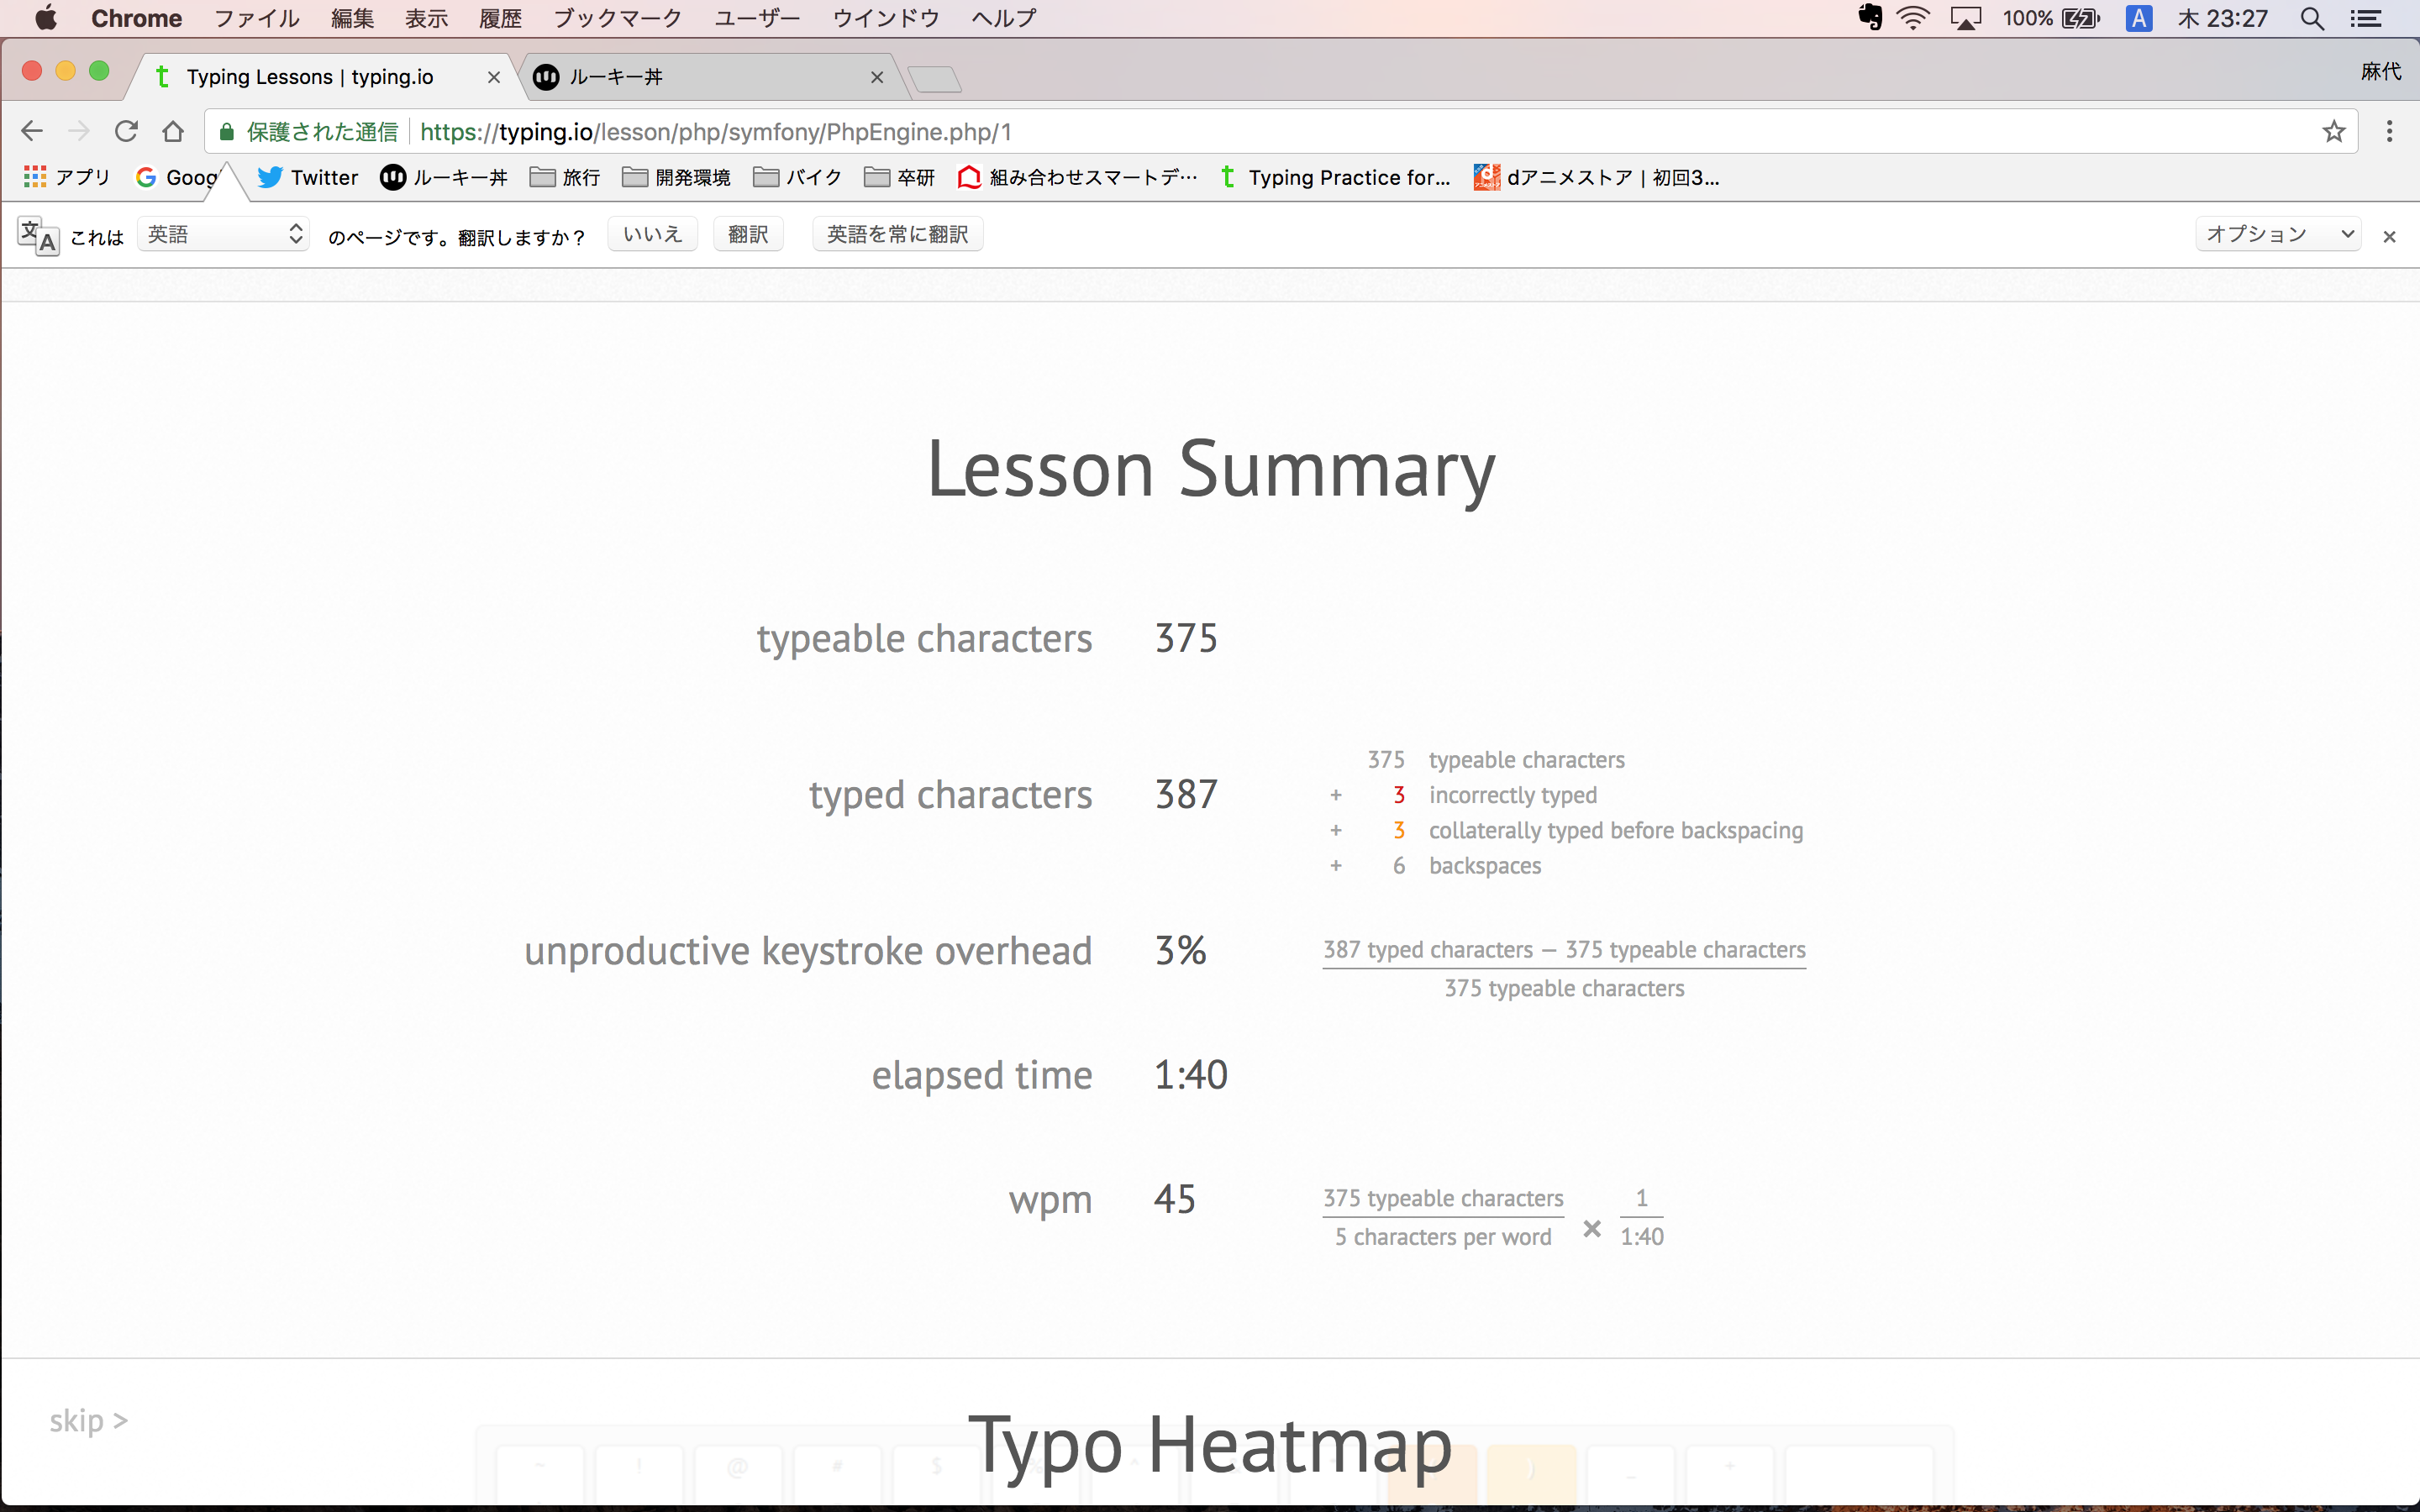 Chrome ファイル 編集 表示 履歴 ブックマーク ユーザー ウインドウ ヘルプ 100% A 木 23:27
Typing Lessons | typing.io ルーキー丼 麻代
保護された通信 https://typing.io/lesson/php/symfony/PhpEngine.php/1
アプリ Goog Twitter ルーキー丼 旅行 開発環境 バイク 卒研 組み合わせスマートデ… Typing Practice for… dアニメストア | 初回3…
これは 英語 のページです。翻訳しますか? いいえ 翻訳 英語を常に翻訳 オプション
Lesson Summary
typeable characters 375
typed characters 387
375 typeable characters
+ 3 incorrectly typed
+ 3 collaterally typed before backspacing
+ 6 backspaces
unproductive keystroke overhead 3%
387 typed characters — 375 typeable characters
375 typeable characters
elapsed time 1:40
wpm 45
375 typeable characters × 1
5 characters per word 1:40
skip >
Typo Heatmap
~ ! @ # $ ^ ) _ +